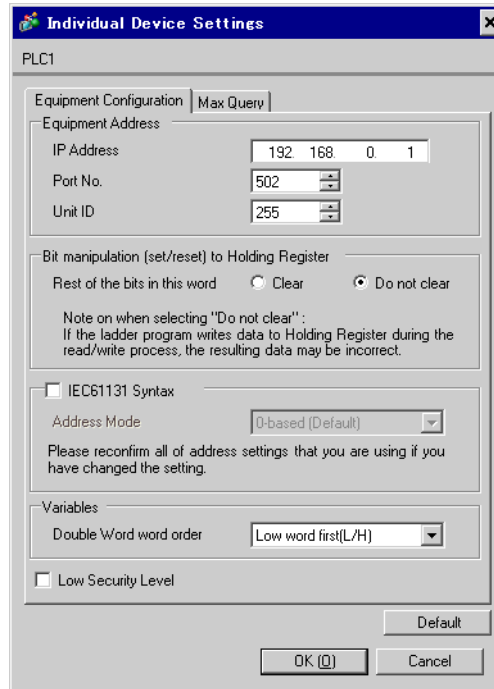 Individual Device Settings
PLC1
Equipment Configuration Max Query
Equipment Address
IP Address 192. 168. 0. 1
Port No. 502
Unit ID 255
Bit manipulation (set/reset) to Holding Register
Rest of the bits in this word Clear Do not clear
Note on when selecting "Do not clear" :
If the ladder program writes data to Holding Register during the
read/write process, the resulting data may be incorrect.
IEC61131 Syntax
Address Mode 0-based (Default)
Please reconfirm all of address settings that you are using if you
have changed the setting.
Variables
Double Word word order Low word first(L/H)
Low Security Level
Default
OK (O) Cancel